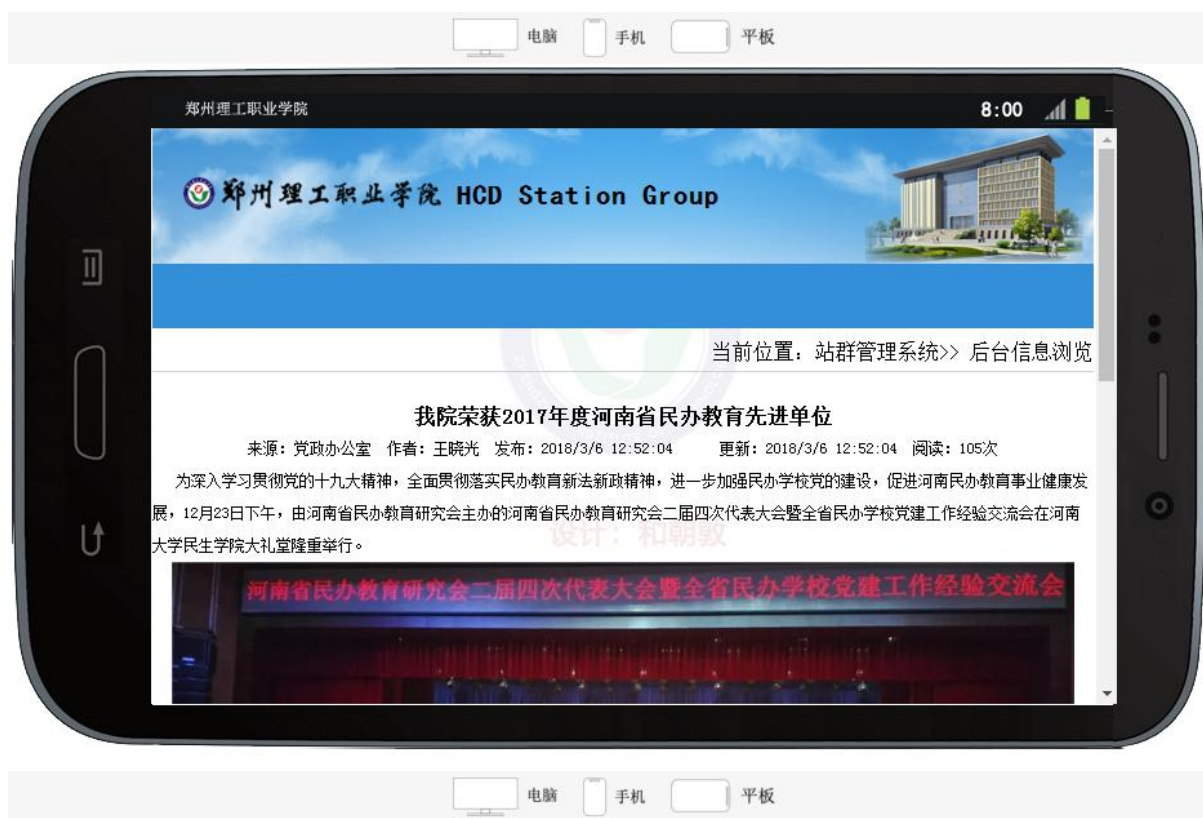 电脑 手机 平板
郑州理工职业学院 8:00
郑州理工职业学院 HCD Station Group
当前位置：站群管理系统>> 后台信息浏览
我院荣获2017年度河南省民办教育先进单位
来源：党政办公室 作者：王晓光 发布：2018/3/6 12:52:04 更新：2018/3/6 12:52:04 阅读：105次
为深入学习贯彻党的十九大精神，全面贯彻落实民办教育新法新政精神，进一步加强民办学校党的建设，促进河南民办教育事业健康发
展，12月23日下午，由河南省民办教育研究会主办的河南省民办教育研究会二届四次代表大会暨全省民办学校党建工作经验交流会在河南
大学民生学院大礼堂隆重举行。
设计：和朝敦
河南省民办教育研究会二届四次代表大会暨全省民办学校党建工作经验交流会
电脑 手机 平板